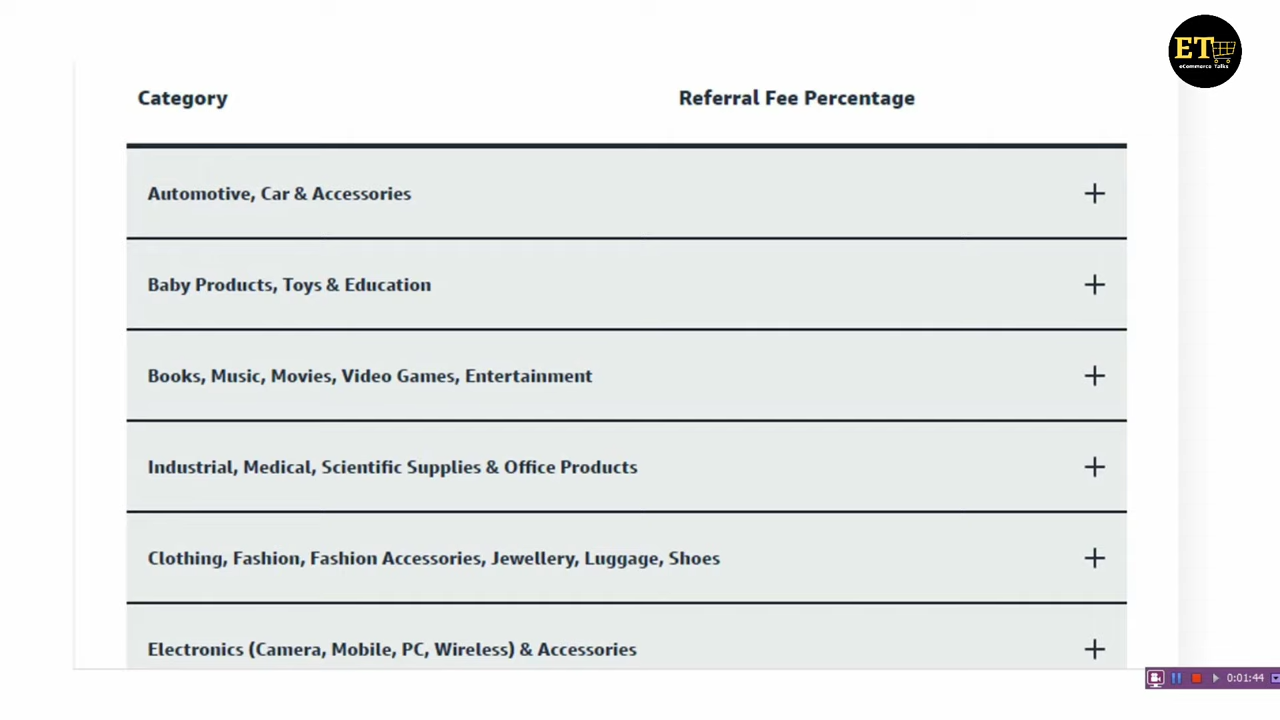 ET
eCommerce Talks
Category Referral Fee Percentage
Automotive, Car & Accessories
Baby Products, Toys & Education
Books, Music, Movies, Video Games, Entertainment
Industrial, Medical, Scientific Supplies & Office Products
Clothing, Fashion, Fashion Accessories, Jewellery, Luggage, Shoes
Electronics (Camera, Mobile, PC, Wireless) & Accessories
0:01:44